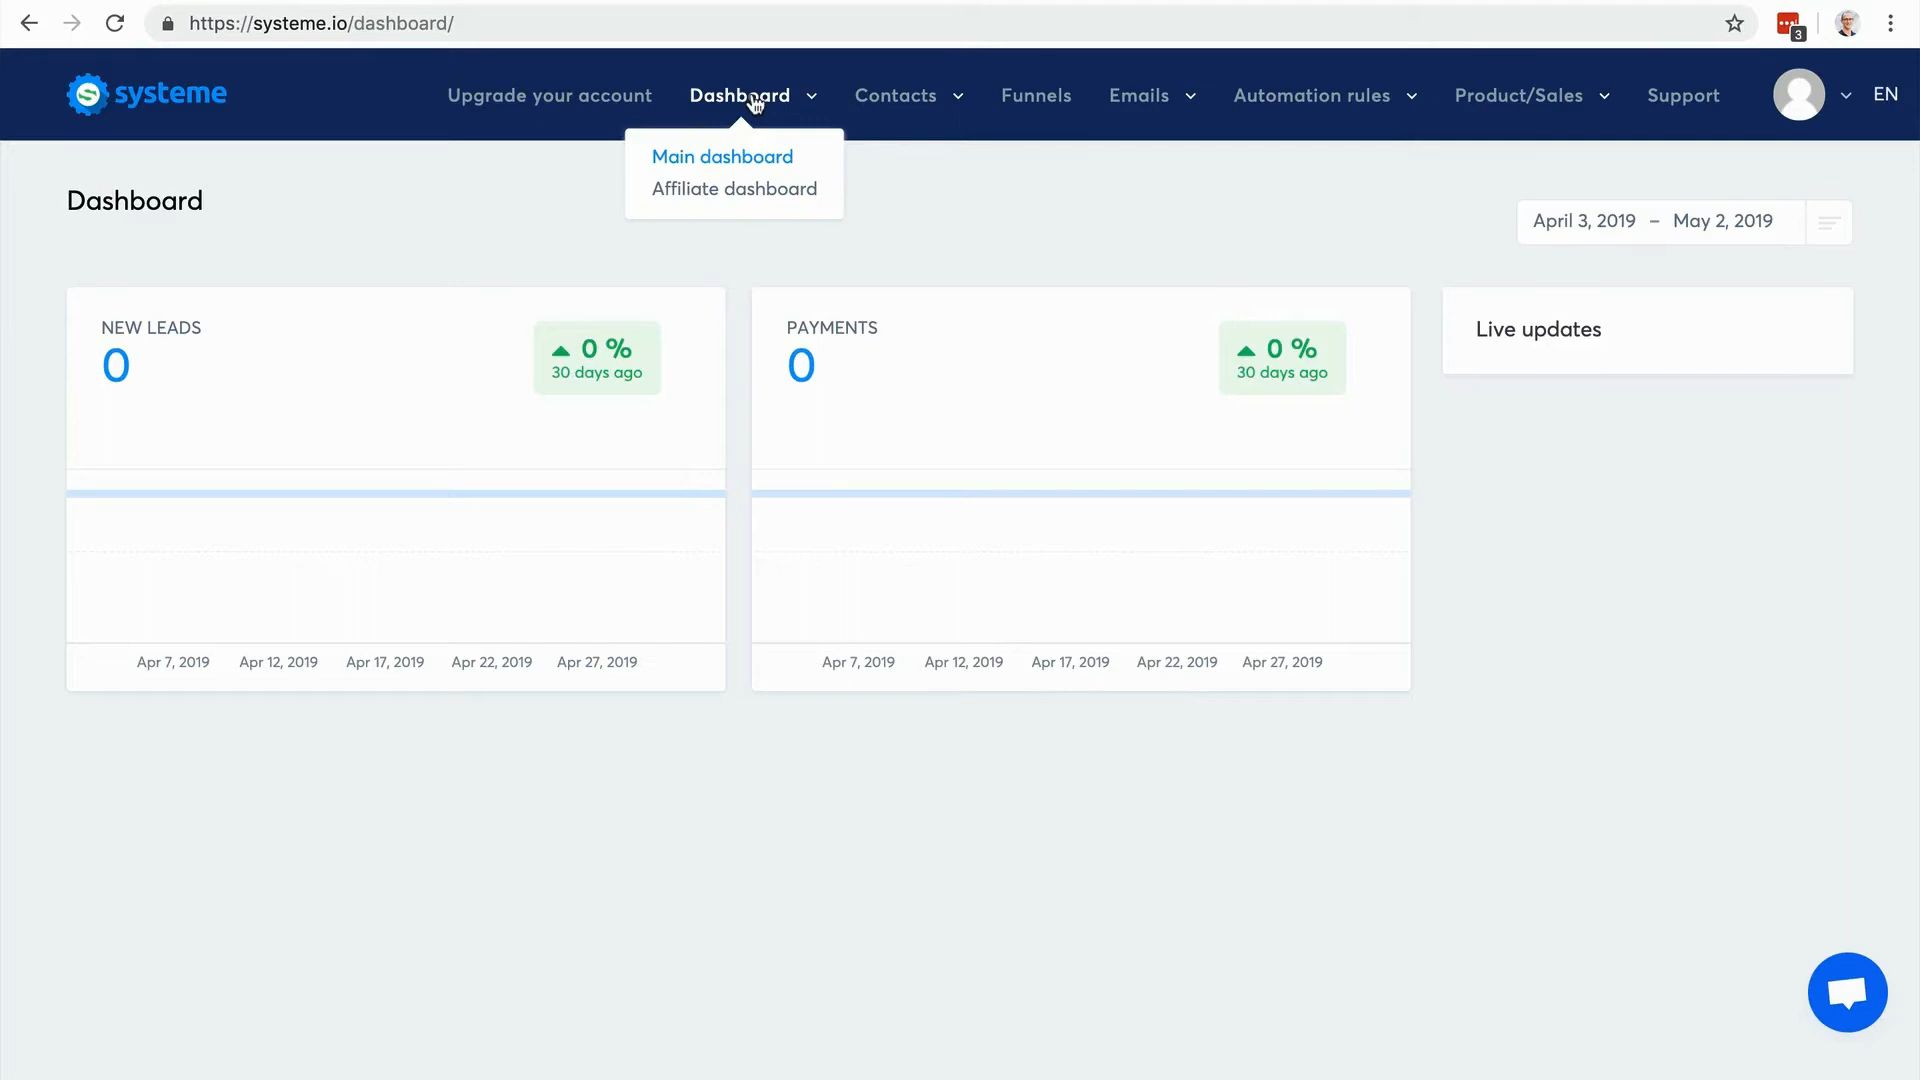 https://systeme.io/dashboard/
3
systeme
Upgrade your account
Dashboard
Contacts
Funnels
Emails
Automation rules
Product/Sales
Support
EN
Main dashboard
Affiliate dashboard
Dashboard
April 3, 2019 – May 2, 2019
NEW LEADS
0
0 %
30 days ago
Apr 7, 2019 Apr 12, 2019 Apr 17, 2019 Apr 22, 2019 Apr 27, 2019
PAYMENTS
0
0 %
30 days ago
Apr 7, 2019 Apr 12, 2019 Apr 17, 2019 Apr 22, 2019 Apr 27, 2019
Live updates